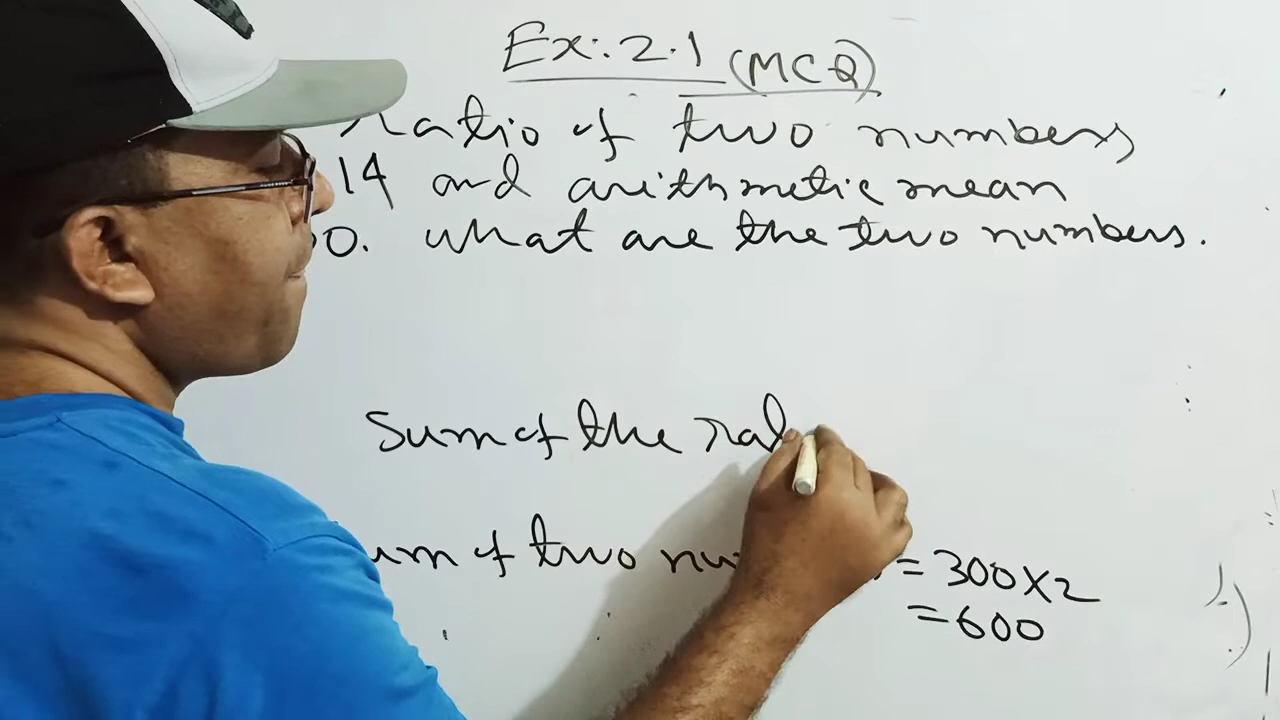 Ex:. 2.1 (MCQ)
ratio of two numbers
14 and arithmetic mean
00. what are the two numbers.
Sum of the rat
um of two nu = 300 X 2
= 600